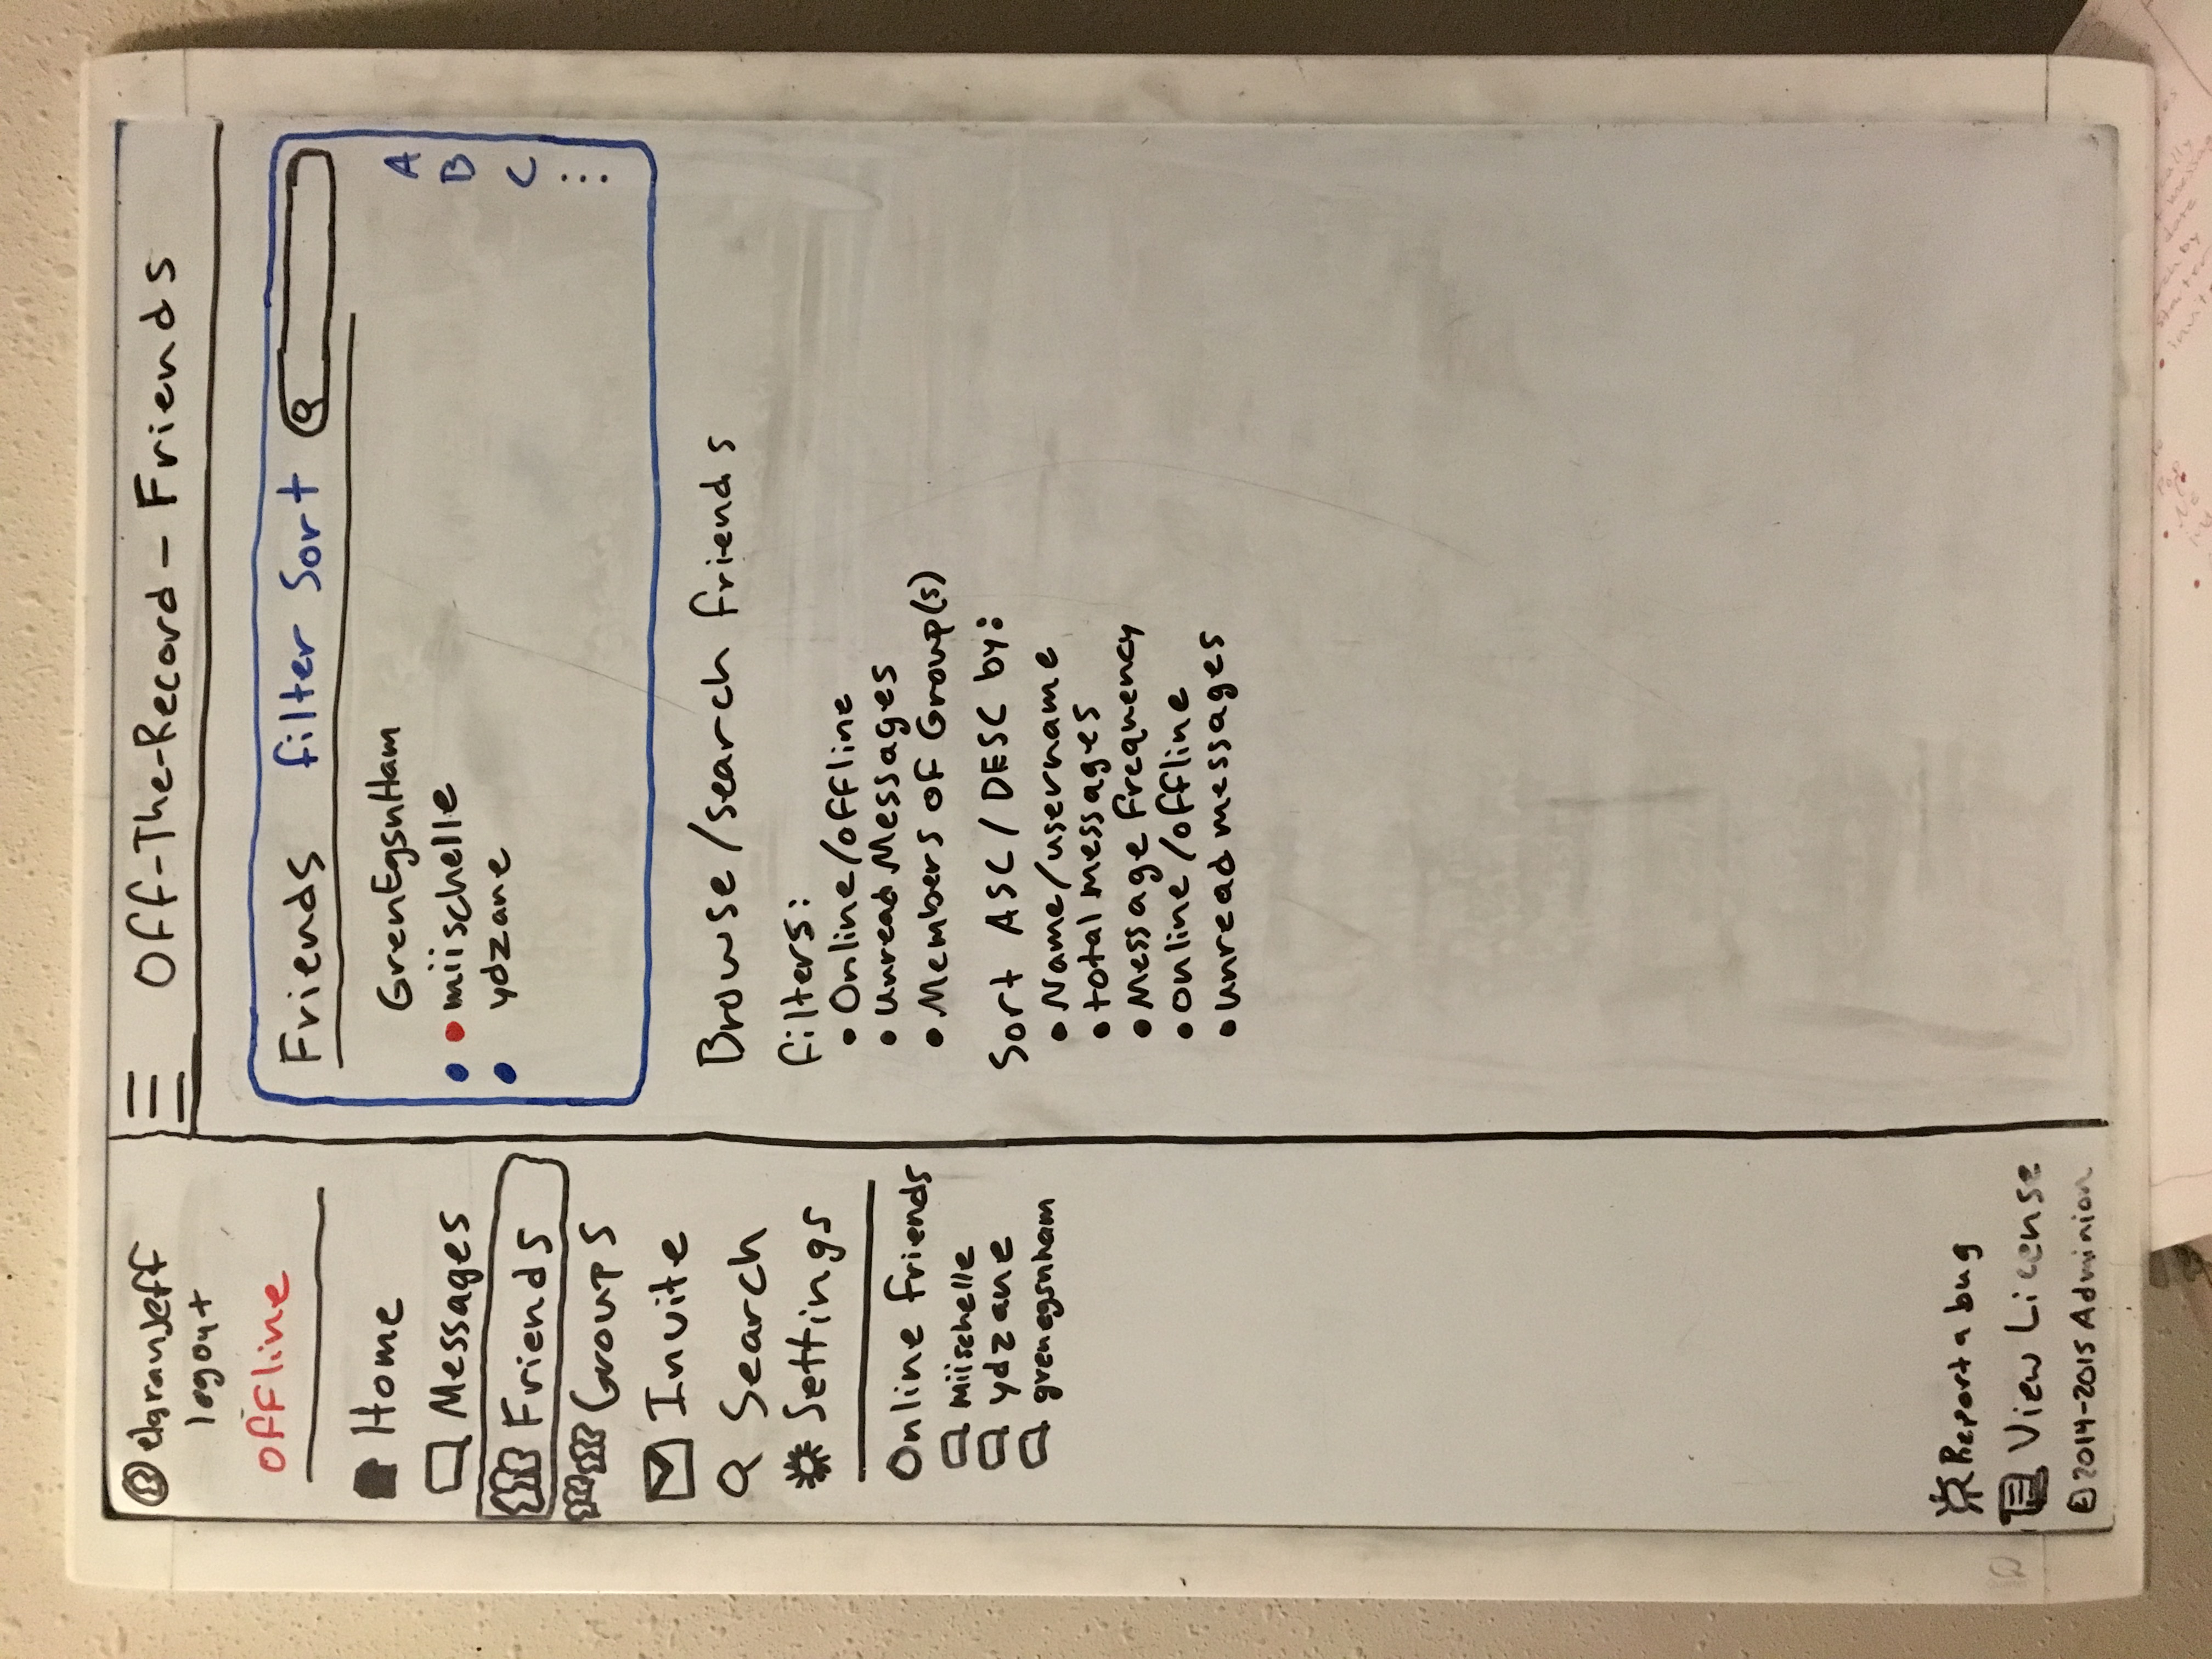 elgranjeff
logout
offline
Home
Messages
Friends
Groups
Invite
Search
Settings
Online friends
miischelle
ydzane
grenegsnham
Report a bug
View License
©2014-2015 Adminion
Off-The-Record - Friends
Friends filter Sort
GrenEgsnHam
miischelle
ydzane
A
B
C
⋮
Browse/search friends
filters:
• Online/offline
• Unread Messages
• Members of Group(s)
Sort ASC/DESC by:
• Name/username
• total messages
• Message frequency
• online/offline
• unread messages